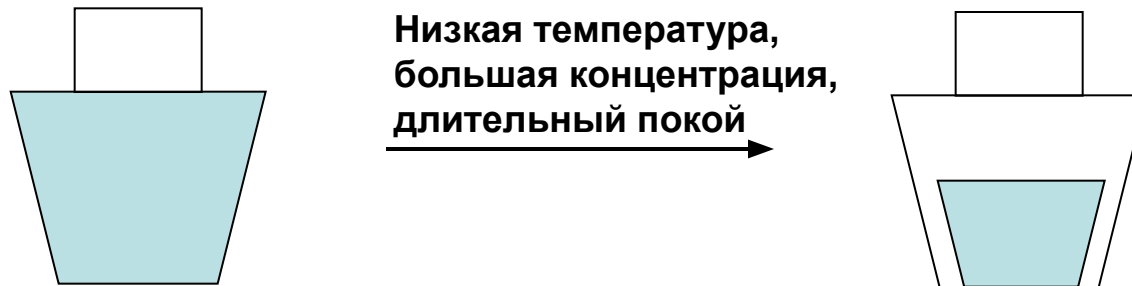 Низкая температура,
большая концентрация,
длительный покой